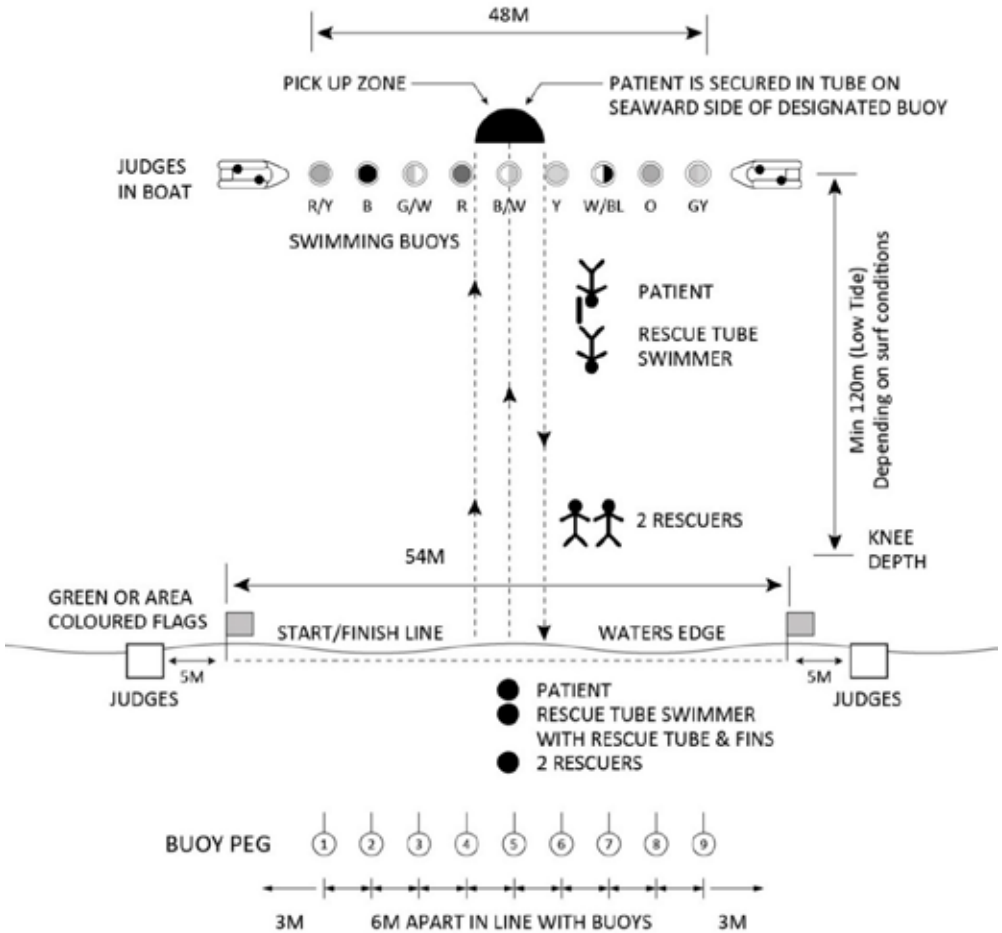 48M
PICK UP ZONE
PATIENT IS SECURED IN TUBE ON
SEAWARD SIDE OF DESIGNATED BUOY
JUDGES
IN BOAT
R/Y B G/W R B/W Y W/BL O GY
SWIMMING BUOYS
PATIENT
RESCUE TUBE
SWIMMER
Min 120m (Low Tide)
Depending on surf conditions
2 RESCUERS
KNEE
DEPTH
54M
GREEN OR AREA
COLOURED FLAGS
START/FINISH LINE
WATERS EDGE
5M
5M
JUDGES
JUDGES
PATIENT
RESCUE TUBE SWIMMER
WITH RESCUE TUBE & FINS
2 RESCUERS
BUOY PEG 1 2 3 4 5 6 7 8 9
3M 6M APART IN LINE WITH BUOYS 3M